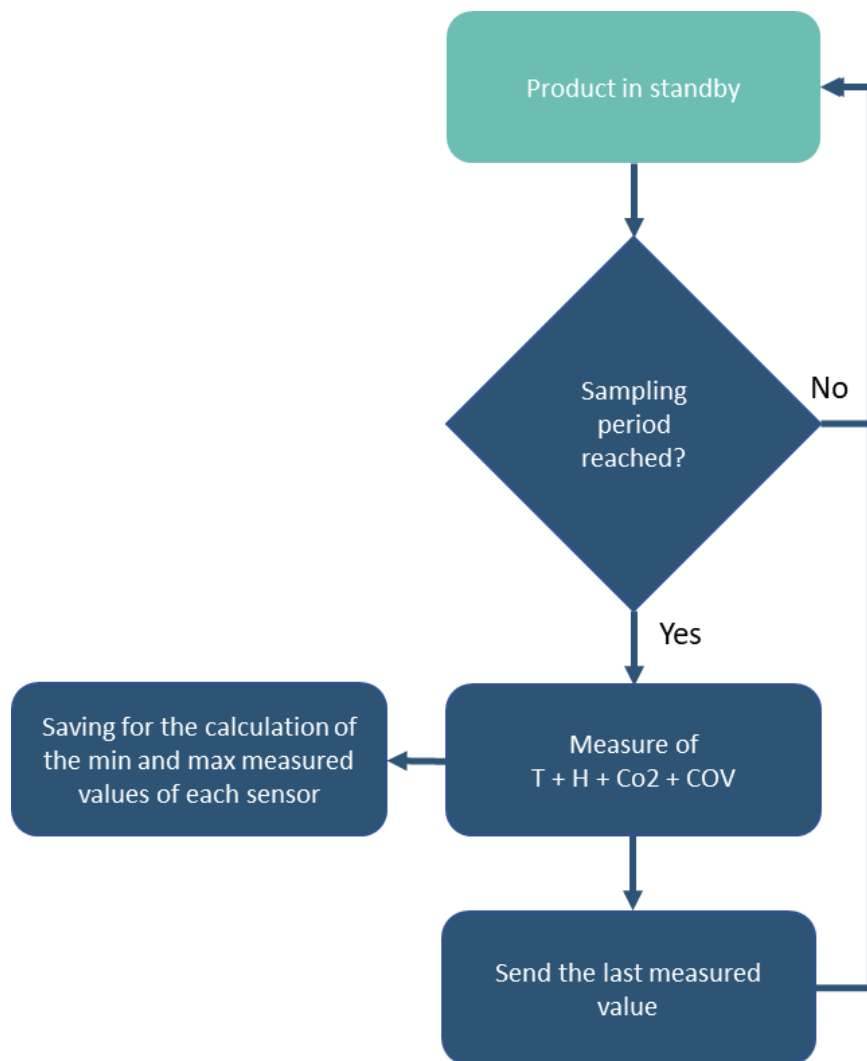 Product in standby
Sampling
period
reached?
No
Yes
Saving for the calculation of
the min and max measured
values of each sensor
Measure of
T + H + Co2 + COV
Send the last measured
value